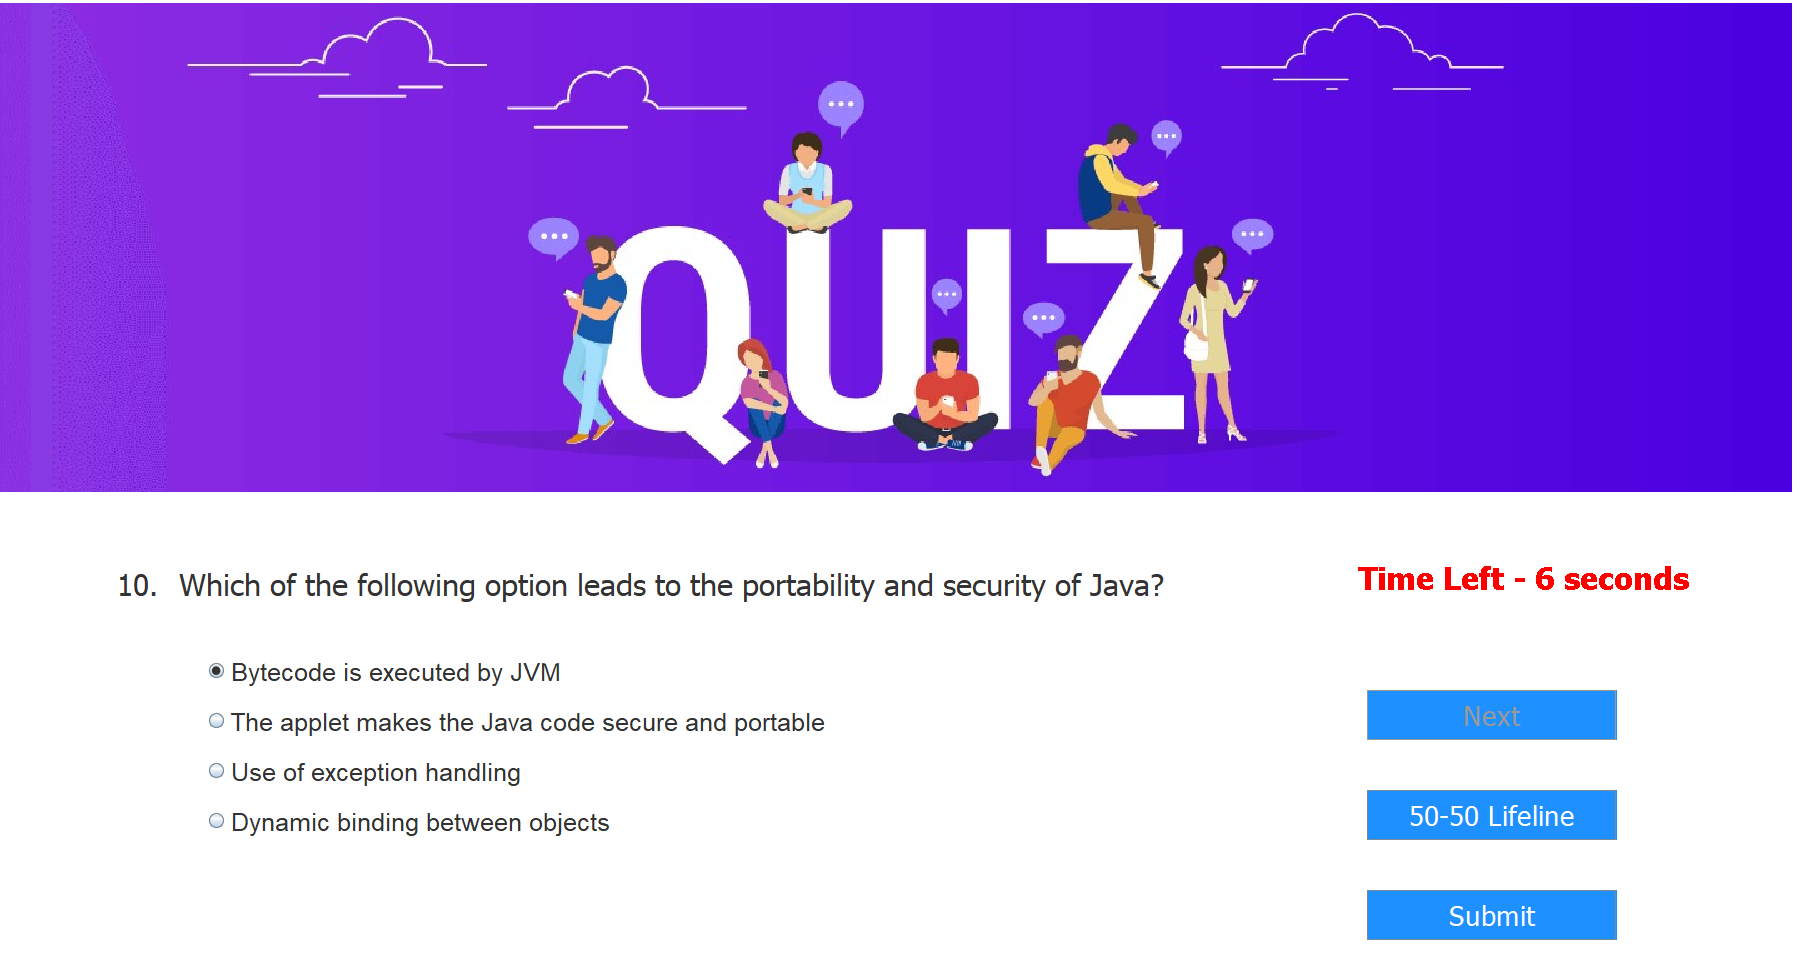 QUIZ
10. Which of the following option leads to the portability and security of Java?
Time Left - 6 seconds
Bytecode is executed by JVM
The applet makes the Java code secure and portable
Use of exception handling
Dynamic binding between objects
Next
50-50 Lifeline
Submit